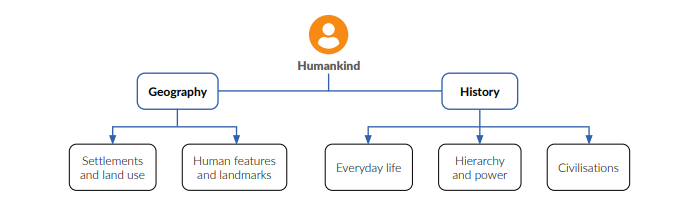 Humankind
Geography
History
Settlements
and land use
Human features
and landmarks
Everyday life
Hierarchy
and power
Civilisations